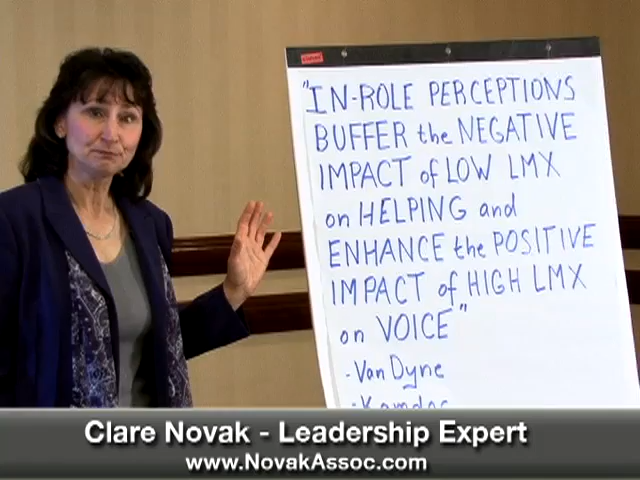 "IN-ROLE PERCEPTIONS
BUFFER the NEGATIVE
IMPACT of LOW LMX
on HELPING and
ENHANCE the POSITIVE
IMPACT of HIGH LMX
on VOICE"
-Van Dyne
Clare Novak - Leadership Expert
www.NovakAssoc.com